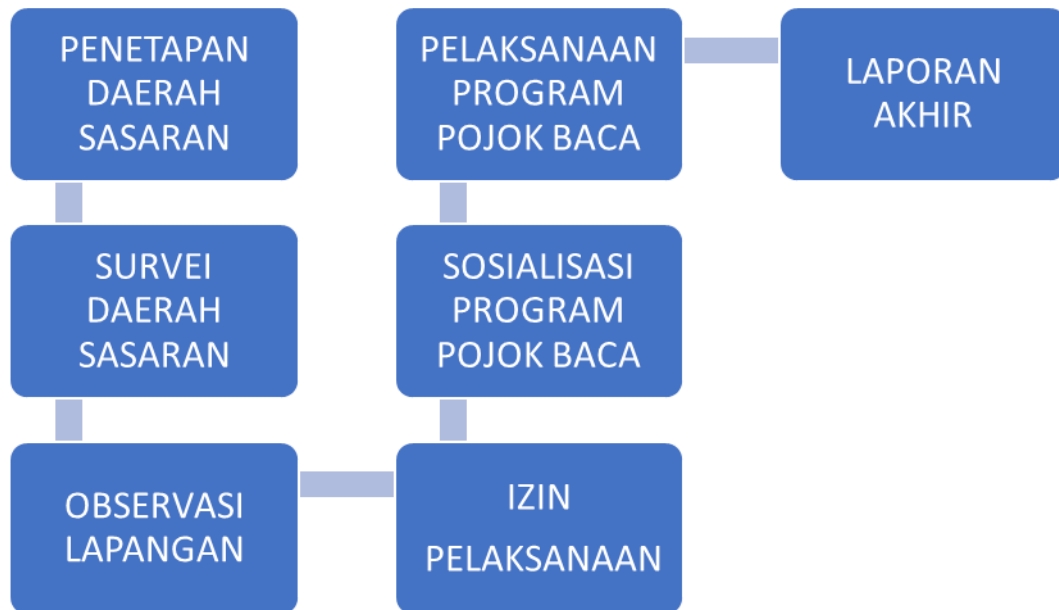 PENETAPAN
DAERAH
SASARAN
SURVEI
DAERAH
SASARAN
OBSERVASI
LAPANGAN
IZIN
PELAKSANAAN
SOSIALISASI
PROGRAM
POJOK BACA
PELAKSANAAN
PROGRAM
POJOK BACA
LAPORAN
AKHIR